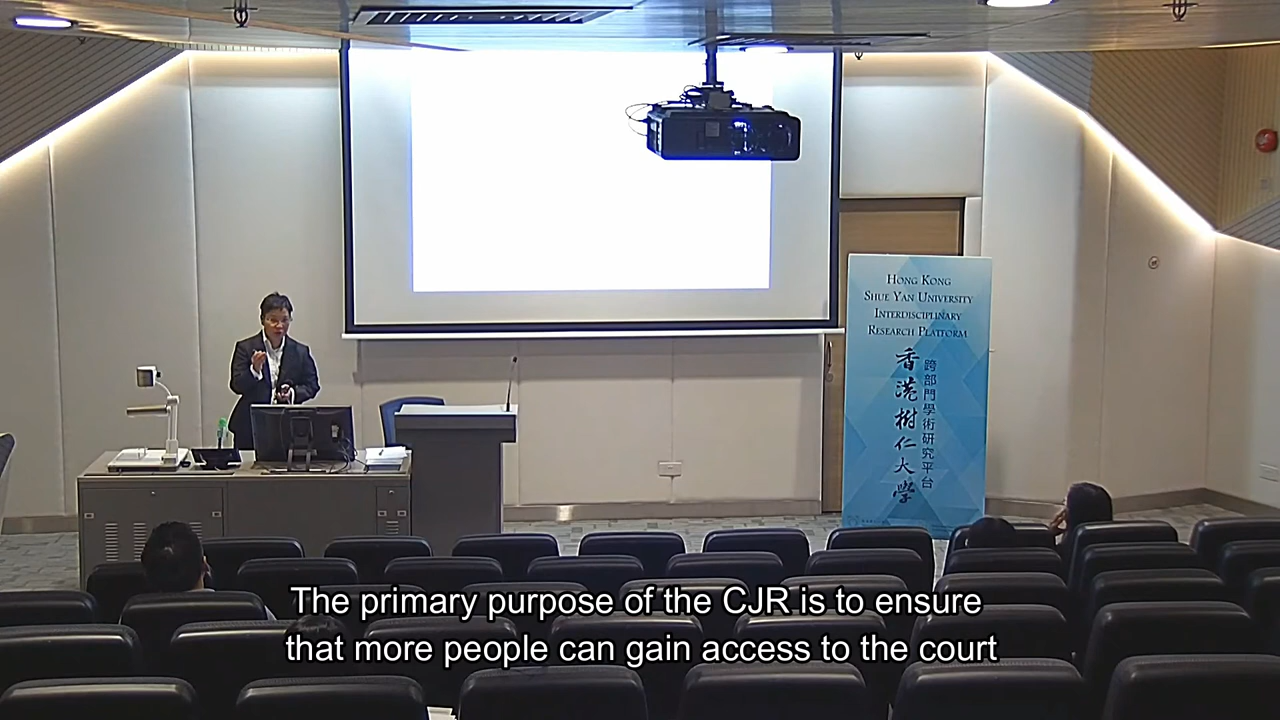 Hong Kong
Shue Yan University
Interdisciplinary
Research Platform
香港樹仁大學
跨部門學術研究平台
The primary purpose of the CJR is to ensure
that more people can gain access to the court